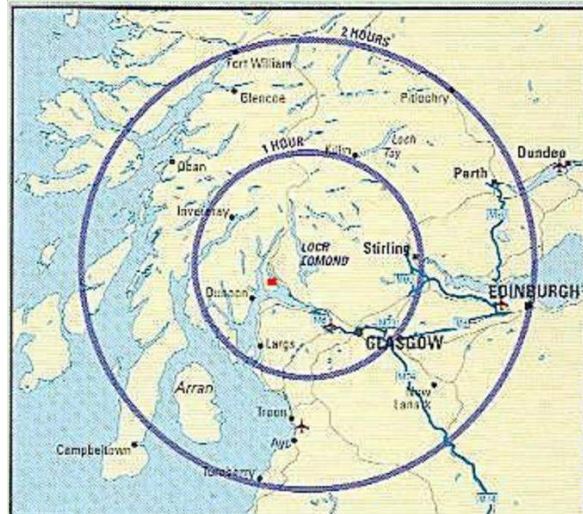 2 HOURS
Fort William
Glencoe
Pitlochry
1 HOUR
Killin
Loch
Tay
Dundee
Oban
Perth
Inveraray
LOCH
LOMOND
Stirling
Dunoon
EDINBURGH
GLASGOW
Largs
New
Lanark
Arran
Troon
Ayr
Campbeltown
Turnberry